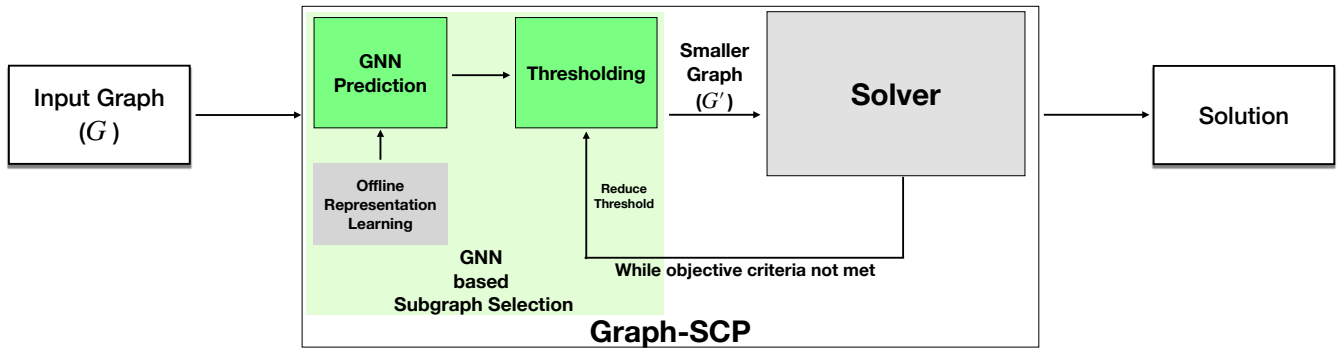 Input Graph
(G )
GNN
Prediction
Thresholding
Smaller
Graph
(G′)
Solver
Solution
Offline
Representation
Learning
Reduce
Threshold
While objective criteria not met
GNN
based
Subgraph Selection
Graph-SCP